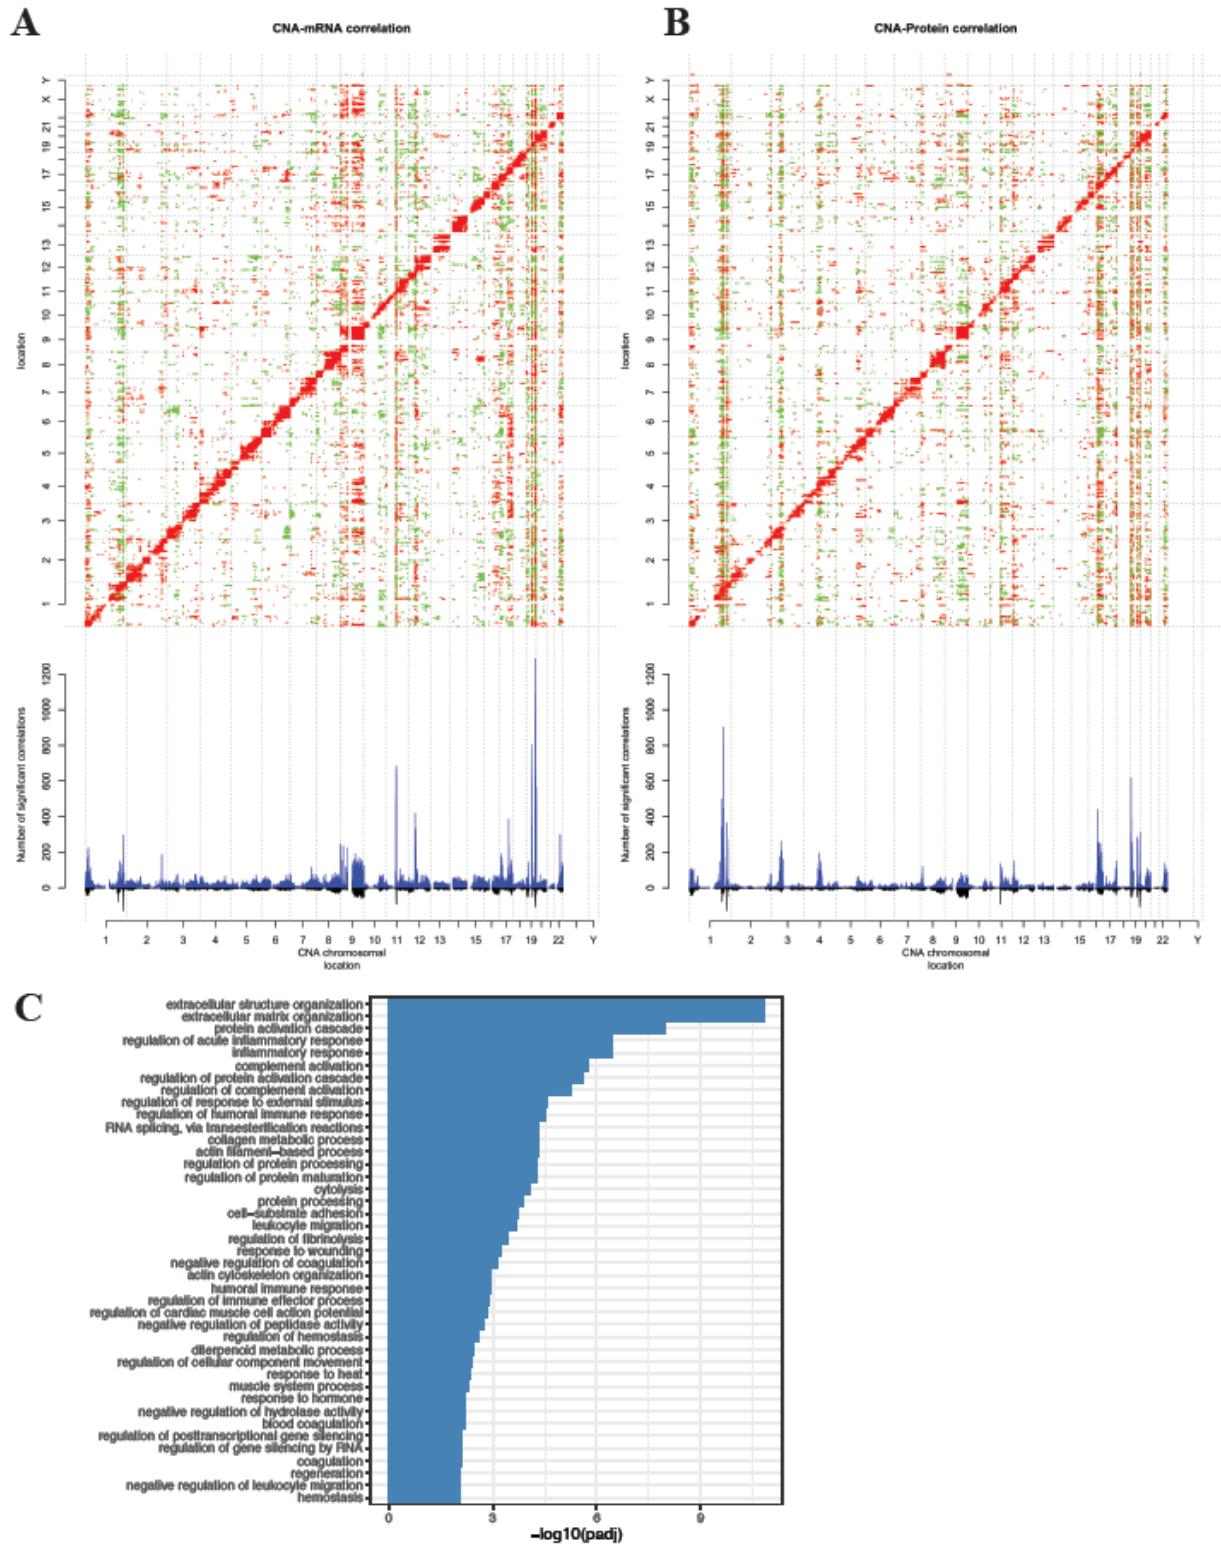 A
CNA-mRNA correlation
B
CNA-Protein correlation
Y
X
21
19
17
15
13
12
11
10
9
8
7
6
5
4
3
2
1
location
Y
X
21
19
17
15
13
12
11
10
9
8
7
6
5
4
3
2
1
location
1200
1000
800
600
400
200
0
Number of significant correlations
1200
1000
800
600
400
200
0
Number of significant correlations
1 2 3 4 5 6 7 8 9 10 11 12 13 15 17 19 22 Y
CNA chromosomal
location
1 2 3 4 5 6 7 8 9 10 11 12 13 15 17 19 22 Y
CNA chromosomal
location
C
extracellular structure organization
extracellular matrix organization
protein activation cascade
regulation of acute inflammatory response
inflammatory response
complement activation
regulation of protein activation cascade
regulation of complement activation
regulation of response to external stimulus
regulation of humoral immune response
RNA splicing, via transesterification reactions
collagen metabolic process
actin filament−based process
regulation of protein processing
regulation of protein maturation
cytolysis
protein processing
cell−substrate adhesion
leukocyte migration
regulation of fibrinolysis
response to wounding
negative regulation of coagulation
actin cytoskeleton organization
humoral immune response
regulation of immune effector process
regulation of cardiac muscle cell action potential
negative regulation of peptidase activity
regulation of hemostasis
diterpenoid metabolic process
regulation of cellular component movement
response to heat
muscle system process
response to hormone
negative regulation of hydrolase activity
blood coagulation
regulation of posttranscriptional gene silencing
regulation of gene silencing by RNA
coagulation
regeneration
negative regulation of leukocyte migration
hemostasis
0 3 6 9
−log10(padj)